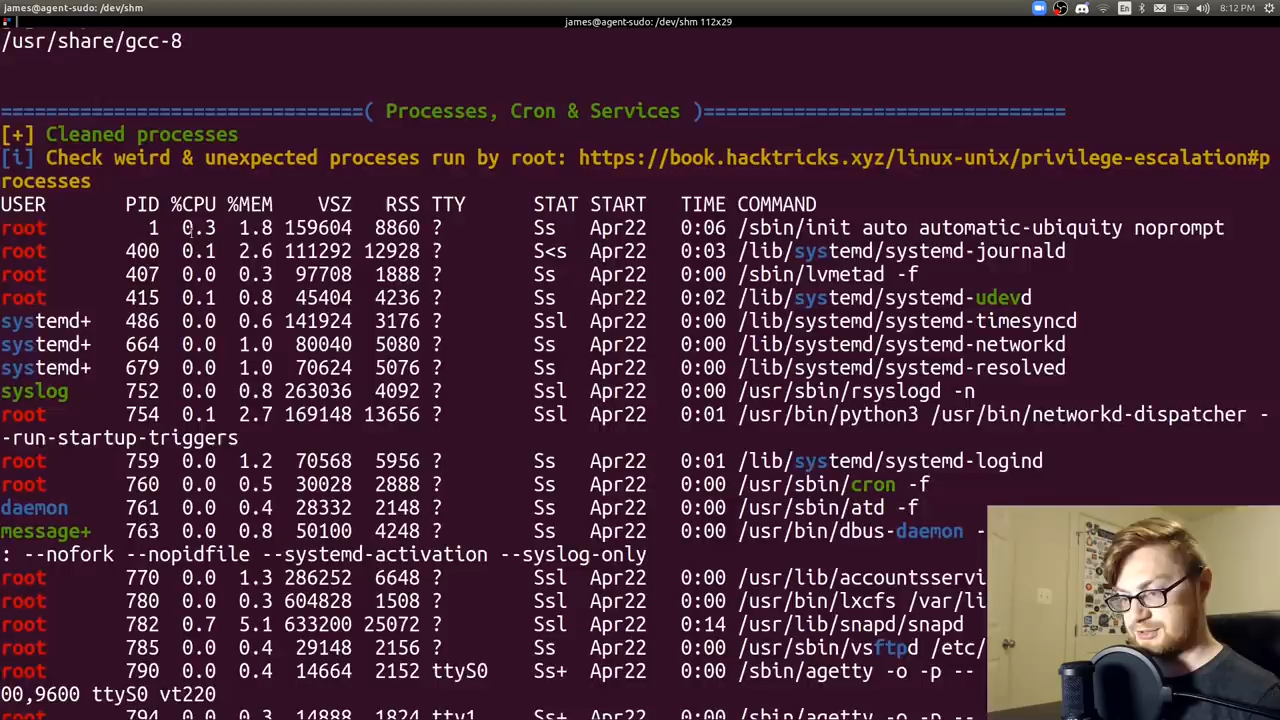 james@agent-sudo: /dev/shm
En
8:12 PM
james@agent-sudo: /dev/shm 112x29
/usr/share/gcc-8
================================( Processes, Cron & Services )================================
[+] Cleaned processes
[i] Check weird & unexpected proceses run by root: https://book.hacktricks.xyz/linux-unix/privilege-escalation#p
rocesses
USER PID %CPU %MEM VSZ RSS TTY STAT START TIME COMMAND
root 1 0.3 1.8 159604 8860 ? Ss Apr22 0:06 /sbin/init auto automatic-ubiquity noprompt
root 400 0.1 2.6 111292 12928 ? S<s Apr22 0:03 /lib/systemd/systemd-journald
root 407 0.0 0.3 97708 1888 ? Ss Apr22 0:00 /sbin/lvmetad -f
root 415 0.1 0.8 45404 4236 ? Ss Apr22 0:02 /lib/systemd/systemd-udevd
systemd+ 486 0.0 0.6 141924 3176 ? Ssl Apr22 0:00 /lib/systemd/systemd-timesyncd
systemd+ 664 0.0 1.0 80040 5080 ? Ss Apr22 0:00 /lib/systemd/systemd-networkd
systemd+ 679 0.0 1.0 70624 5076 ? Ss Apr22 0:00 /lib/systemd/systemd-resolved
syslog 752 0.0 0.8 263036 4092 ? Ssl Apr22 0:00 /usr/sbin/rsyslogd -n
root 754 0.1 2.7 169148 13656 ? Ssl Apr22 0:01 /usr/bin/python3 /usr/bin/networkd-dispatcher -
-run-startup-triggers
root 759 0.0 1.2 70568 5956 ? Ss Apr22 0:01 /lib/systemd/systemd-logind
root 760 0.0 0.5 30028 2888 ? Ss Apr22 0:00 /usr/sbin/cron -f
daemon 761 0.0 0.4 28332 2148 ? Ss Apr22 0:00 /usr/sbin/atd -f
message+ 763 0.0 0.8 50100 4248 ? Ss Apr22 0:00 /usr/bin/dbus-daemon -
: --nofork --nopidfile --systemd-activation --syslog-only
root 770 0.0 1.3 286252 6648 ? Ssl Apr22 0:00 /usr/lib/accountsservi
root 780 0.0 0.3 604828 1508 ? Ssl Apr22 0:00 /usr/bin/lxcfs /var/li
root 782 0.7 5.1 633200 25072 ? Ssl Apr22 0:14 /usr/lib/snapd/snapd
root 785 0.0 0.4 29148 2156 ? Ss Apr22 0:00 /usr/sbin/vsftpd /etc/
root 790 0.0 0.4 14664 2152 ttyS0 Ss+ Apr22 0:00 /sbin/agetty -o -p --
00,9600 ttyS0 vt220
root 794 0.0 0.3 14888 1824 tty1 Ss+ Apr22 0:00 /sbin/agetty -o -p --